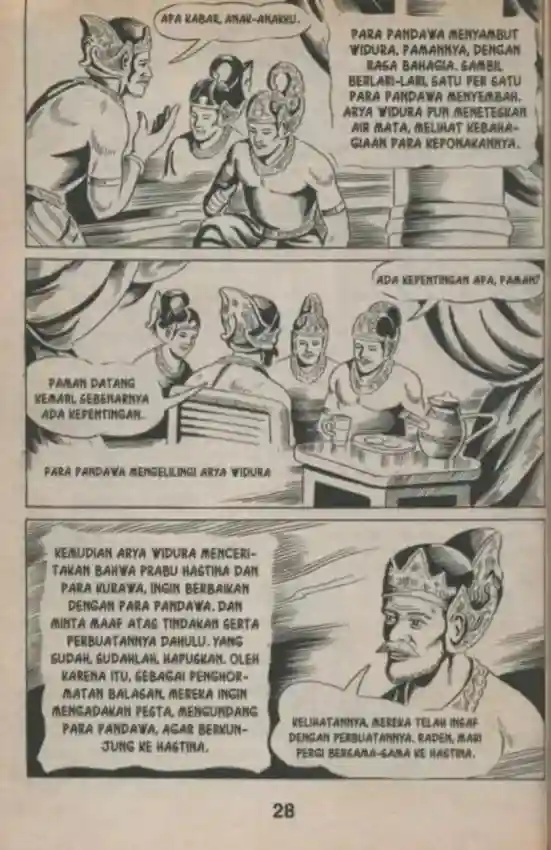 APA KABAR, ANAK-ANAKKU.
PARA PANDAWA MENYAMBUT
WIDURA, PAMANNYA, DENGAN
RASA BAHAGIA. SAMBIL
BERLARI-LARI, SATU PER SATU
PARA PANDAWA MENYEMBAH.
ARYA WIDURA PUN MENETESKAN
AIR MATA, MELIHAT KEBAHA-
GIAAN PARA KEPONAKANNYA.
ADA KEPENTINGAN APA, PAMAN?
PAMAN DATANG
KEMARI, SEBENARNYA
ADA KEPENTINGAN.
PARA PANDAWA MENGELILINGI ARYA WIDURA
KEMUDIAN ARYA WIDURA MENCERI-
TAKAN BAHWA PRABU HASTINA DAN
PARA KURAWA, INGIN BERBAIKAN
DENGAN PARA PANDAWA. DAN
MINTA MAAF ATAS TINDAKAN SERTA
PERBUATANNYA DAHULU. YANG
SUDAH, SUDAHLAH, HAPUSKAN. OLEH
KARENA ITU, SEBAGAI PENGHOR-
MATAN BALASAN, MEREKA INGIN
MENGADAKAN PESTA, MENGUNDANG
PARA PANDAWA, AGAR BERKUN-
JUNG KE HASTINA.
KELIHATANNYA, MEREKA TELAH INSAF
DENGAN PERBUATANNYA. RADEN, MARI
PERGI BERSAMA-SAMA KE HASTINA.
28